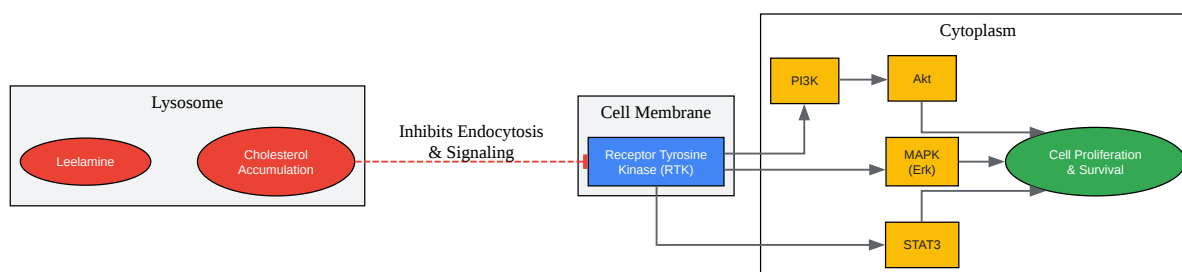 Lysosome
Leelamine
Cholesterol
Accumulation
Inhibits Endocytosis
& Signaling
Cell Membrane
Receptor Tyrosine
Kinase (RTK)
Cytoplasm
PI3K
Akt
MAPK
(Erk)
STAT3
Cell Proliferation
& Survival